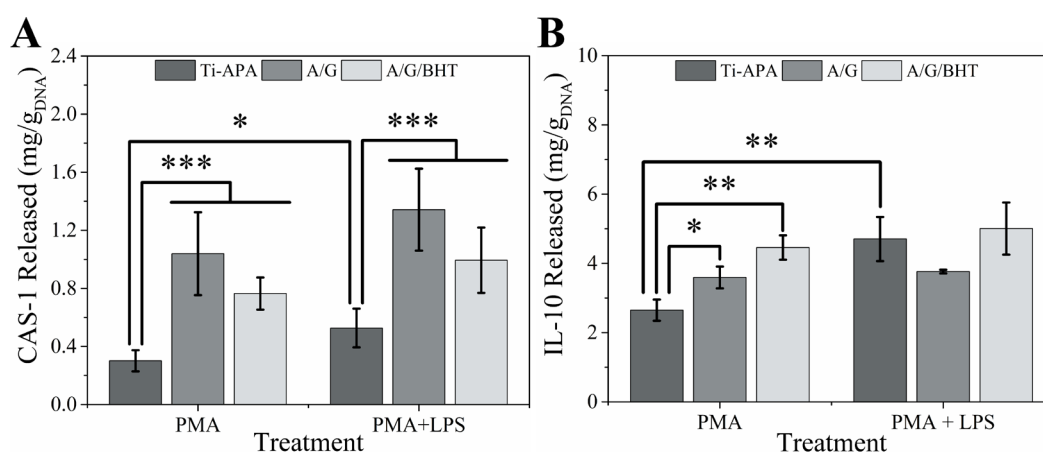 A
CAS-1 Released (mg/gDNA)
2.4
2.0
1.6
1.2
0.8
0.4
0.0
Ti-APA A/G A/G/BHT
*
***
***
PMA PMA+LPS
Treatment
B
IL-10 Released (mg/gDNA)
10
8
6
4
2
0
Ti-APA A/G A/G/BHT
**
**
*
PMA PMA + LPS
Treatment